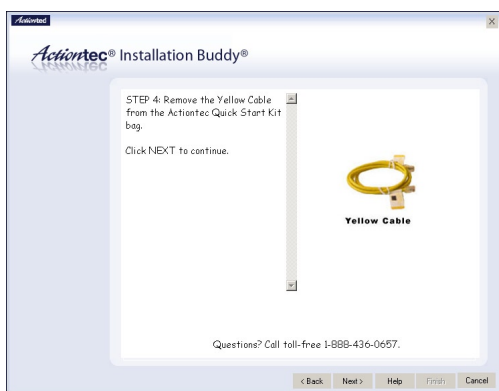 Actiontec
Actiontec® Installation Buddy®
STEP 4: Remove the Yellow Cable
from the Actiontec Quick Start Kit
bag.
Click NEXT to continue.
Yellow Cable
Questions? Call toll-free 1-888-436-0657.
< Back Next > Help Finish Cancel